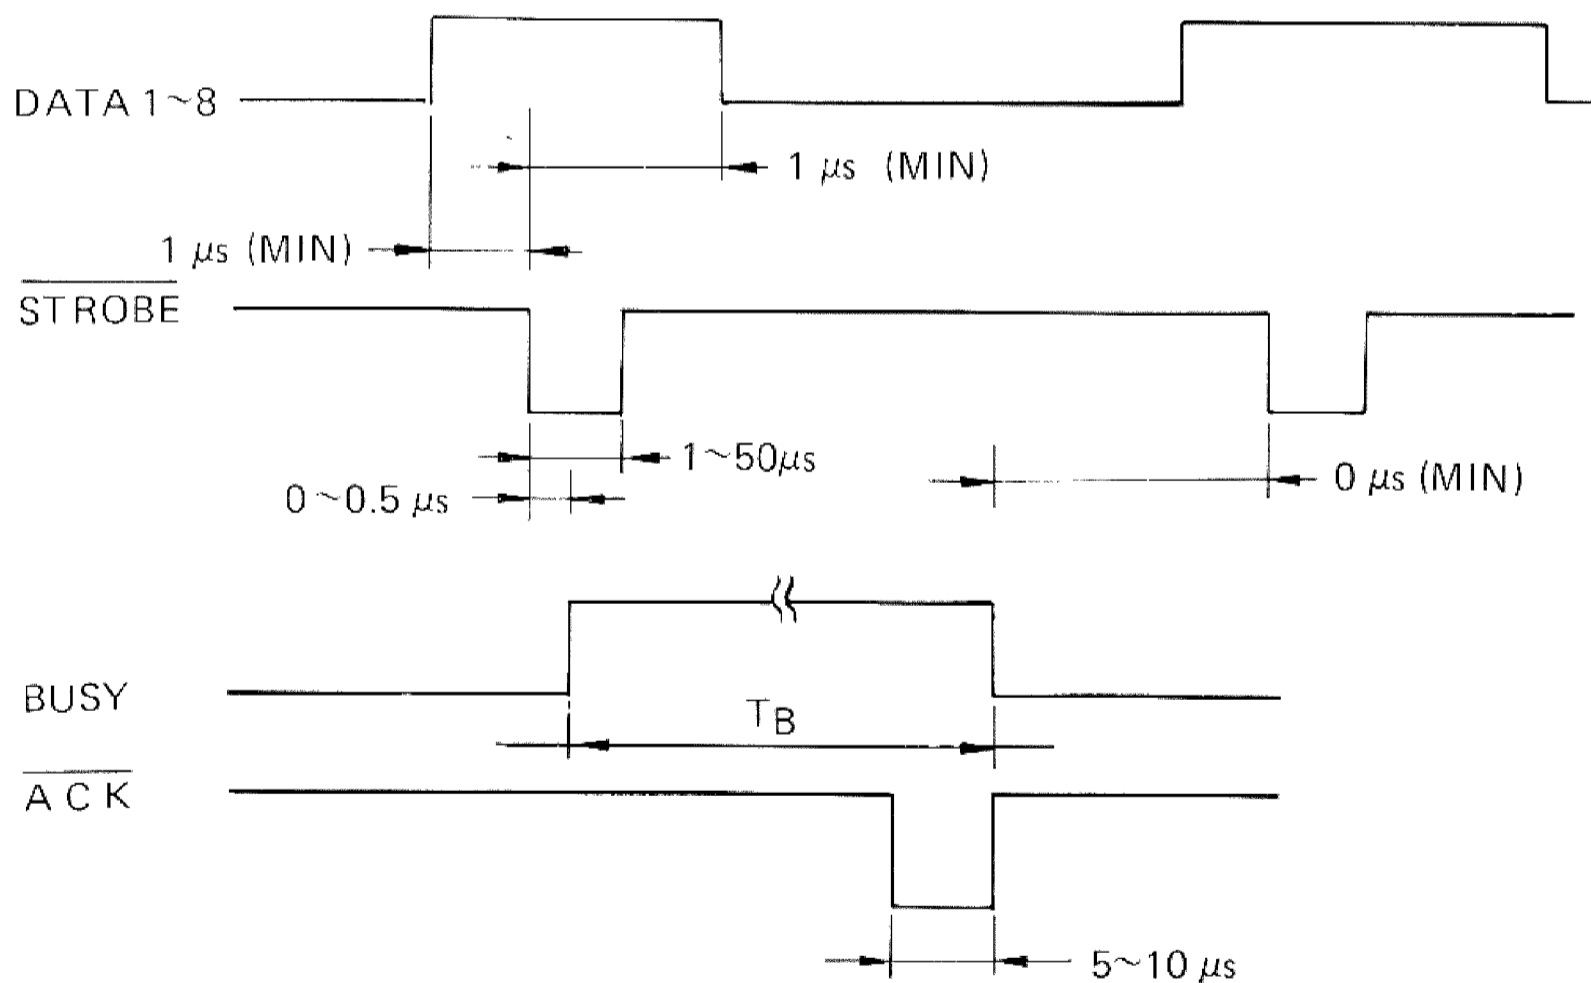 DATA 1~8
1 μs (MIN)
1 μs (MIN)
STROBE
1~50μs
0~0.5 μs
0 μs (MIN)
BUSY
TB
ACK
5~10 μs